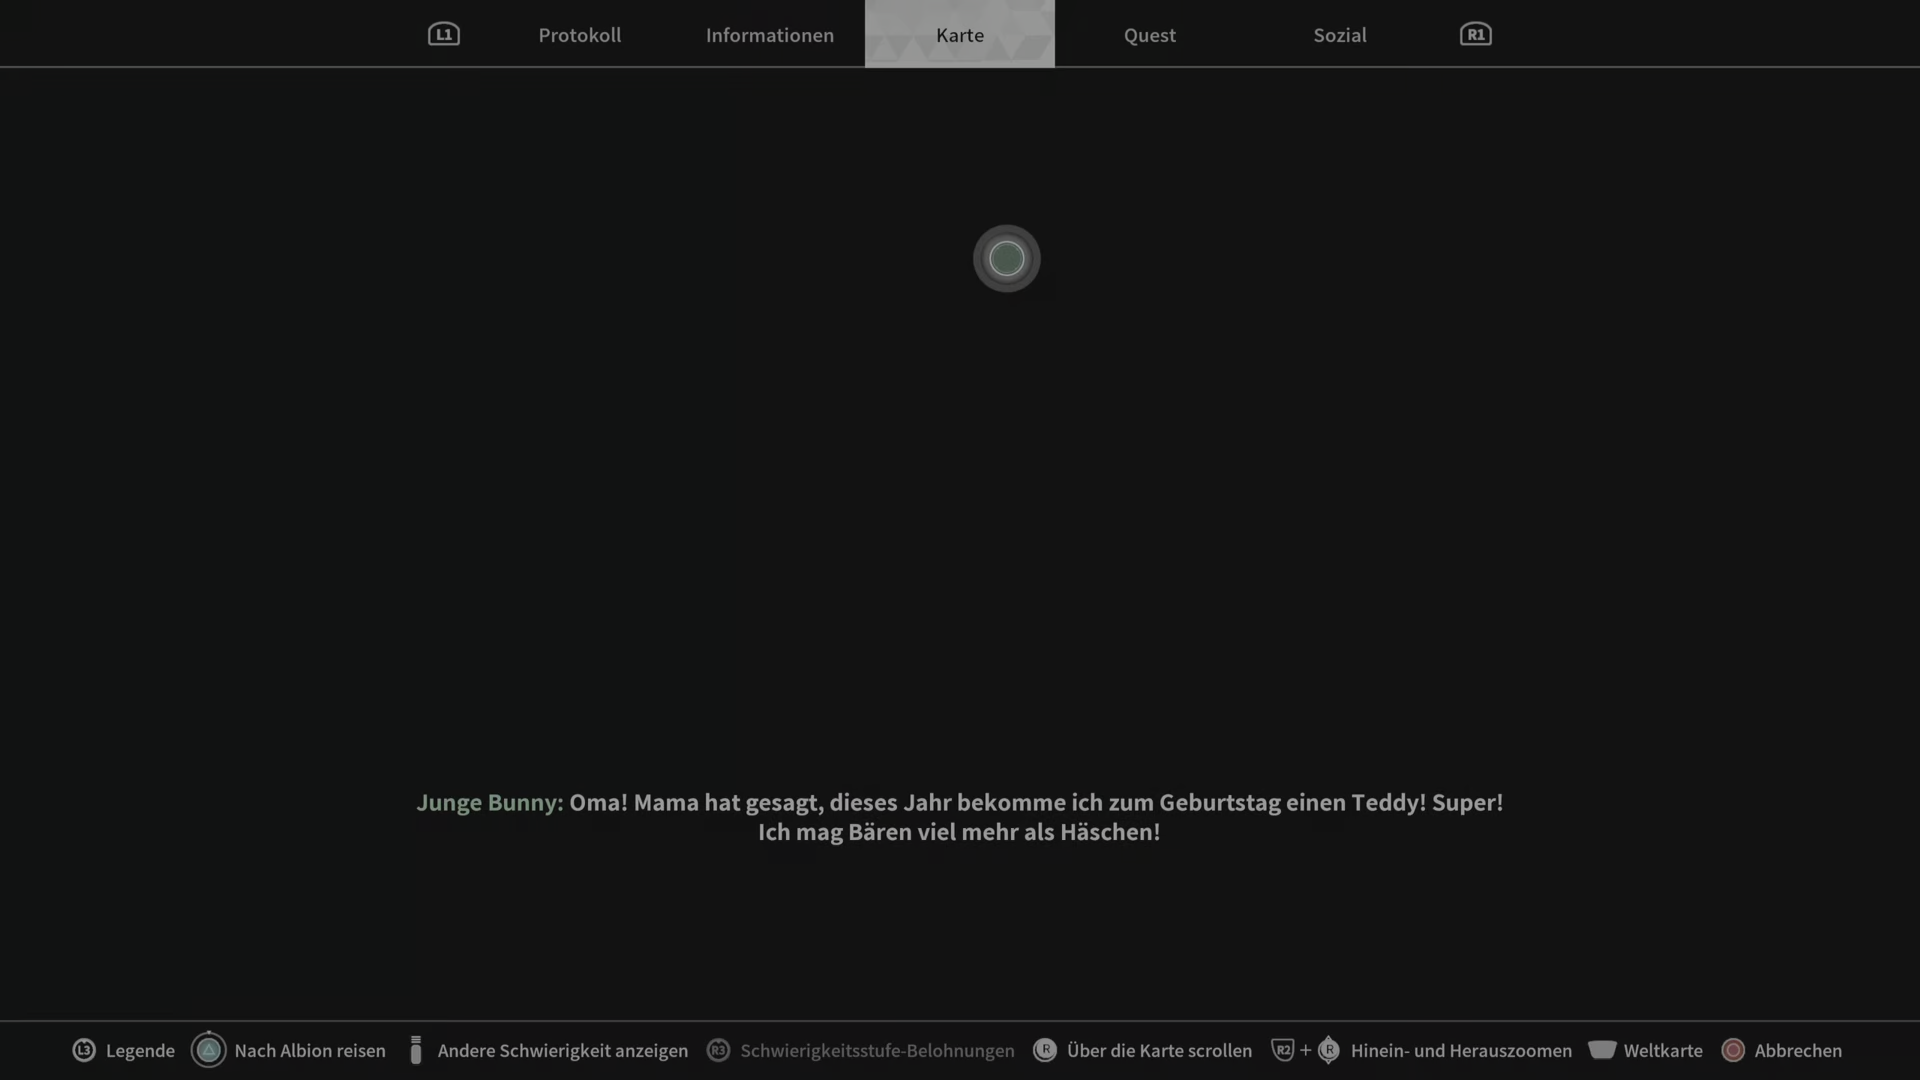 L1 Protokoll Informationen Karte Quest Sozial R1
Junge Bunny: Oma! Mama hat gesagt, dieses Jahr bekomme ich zum Geburtstag einen Teddy! Super!
Ich mag Bären viel mehr als Häschen!
L3 Legende Nach Albion reisen Andere Schwierigkeit anzeigen R3 Schwierigkeitsstufe-Belohnungen R Über die Karte scrollen R2 + R Hinein- und Herauszoomen Weltkarte Abbrechen